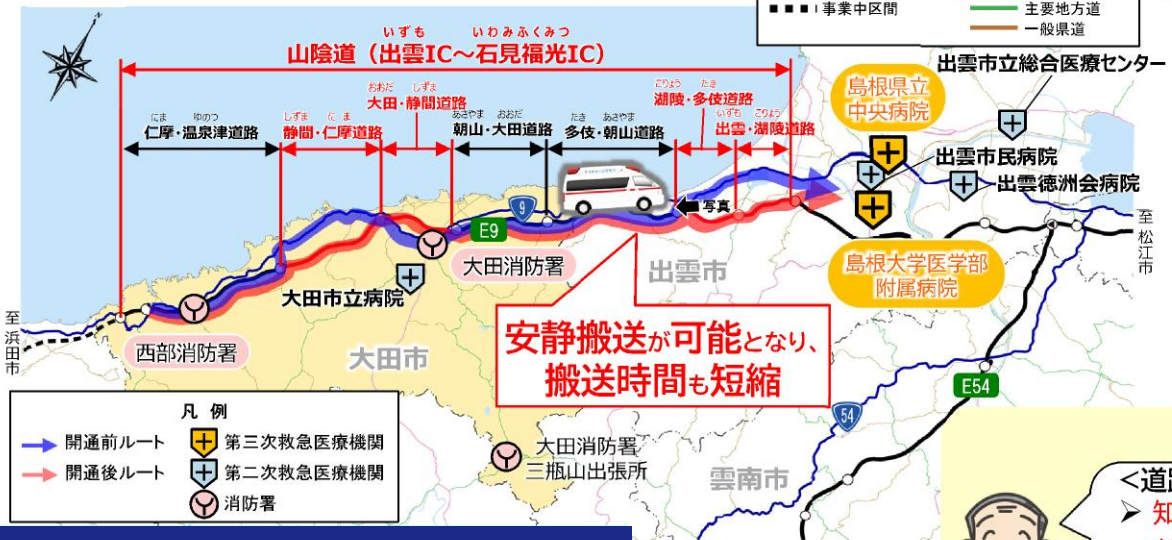 事業中区間
主要地方道
一般県道
いずも いわみふくみつ
山陰道（出雲IC～石見福光IC）
にま ゆのつ
仁摩・温泉津道路
しずま にま
静間・仁摩道路
おおだ しずま
大田・静間道路
あさやま おおだ
朝山・大田道路
たき あさやま
多伎・朝山道路
こりょう たき
湖陵・多伎道路
いずも こりょう
出雲・湖陵道路
出雲市立総合医療センター
島根県立
中央病院
出雲市民病院
出雲徳洲会病院
写真
9
E9
大田消防署
出雲市
島根大学医学部
附属病院
至松江市
大田市立病院
至浜田市
西部消防署
大田市
安静搬送が可能となり、
搬送時間も短縮
E54
54
凡 例
開通前ルート
第三次救急医療機関
開通後ルート
第二次救急医療機関
消防署
大田消防署
三瓶山出張所
雲南市
<道
知